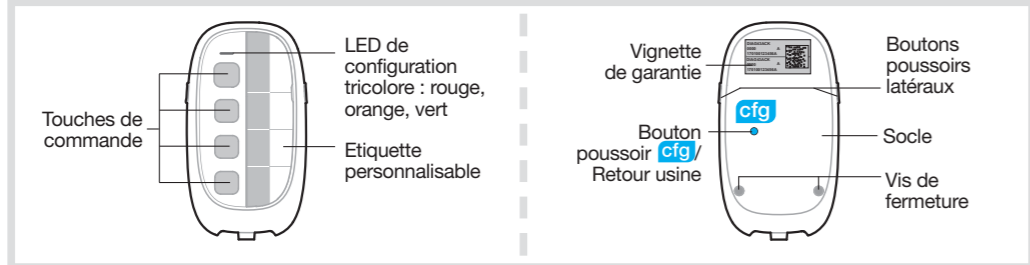 LED de
configuration
tricolore : rouge,
orange, vert
Touches de
commande
Etiquette
personnalisable
Vignette
de garantie
Boutons
poussoirs
latéraux
cfg
Bouton
poussoir cfg/
Retour usine
Socle
Vis de
fermeture